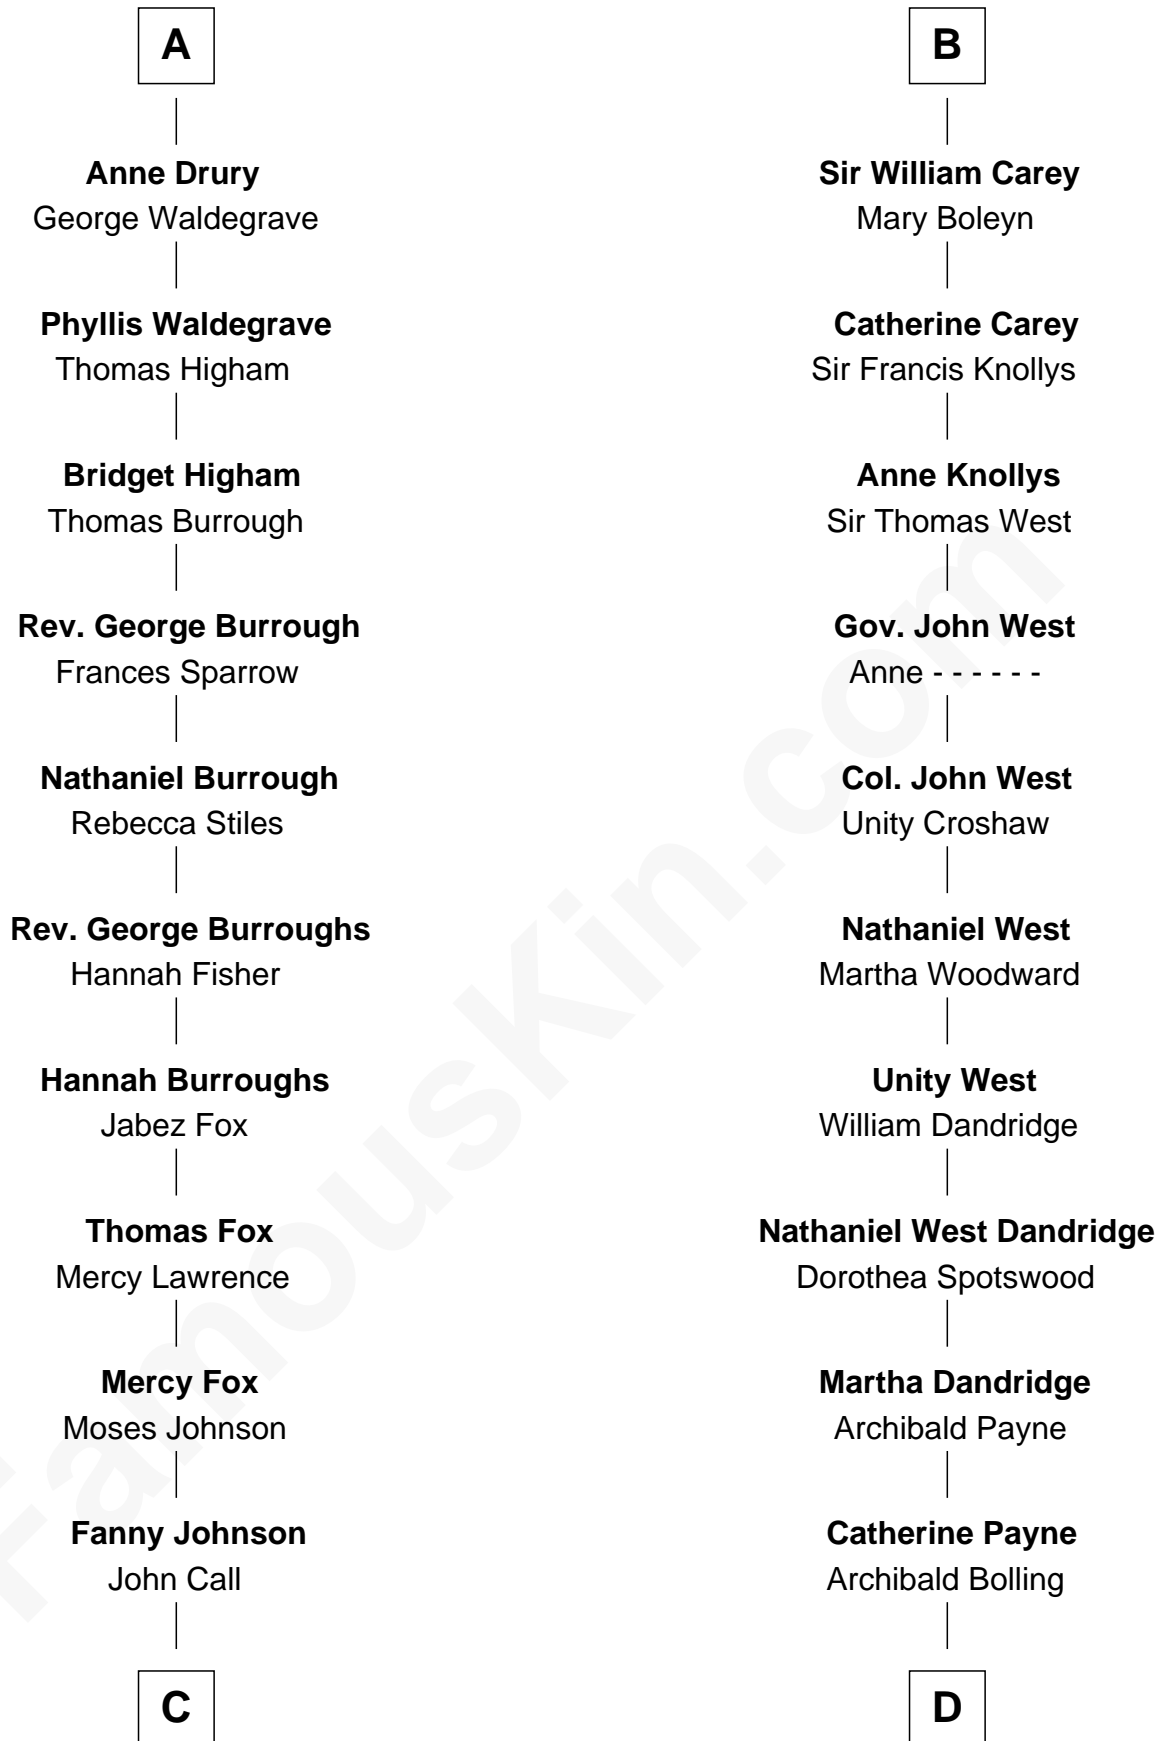 A
Anne Drury
George Waldegrave
Phyllis Waldegrave
Thomas Higham
Bridget Higham
Thomas Burrough
Rev. George Burrough
Frances Sparrow
Nathaniel Burrough
Rebecca Stiles
Rev. George Burroughs
Hannah Fisher
Hannah Burroughs
Jabez Fox
Thomas Fox
Mercy Lawrence
Mercy Fox
Moses Johnson
Fanny Johnson
John Call
C
B
Sir William Carey
Mary Boleyn
Catherine Carey
Sir Francis Knollys
Anne Knollys
Sir Thomas West
Gov. John West
Anne - - - - - -
Col. John West
Unity Croshaw
Nathaniel West
Martha Woodward
Unity West
William Dandridge
Nathaniel West Dandridge
Dorothea Spotswood
Martha Dandridge
Archibald Payne
Catherine Payne
Archibald Bolling
D
FamousKin.com